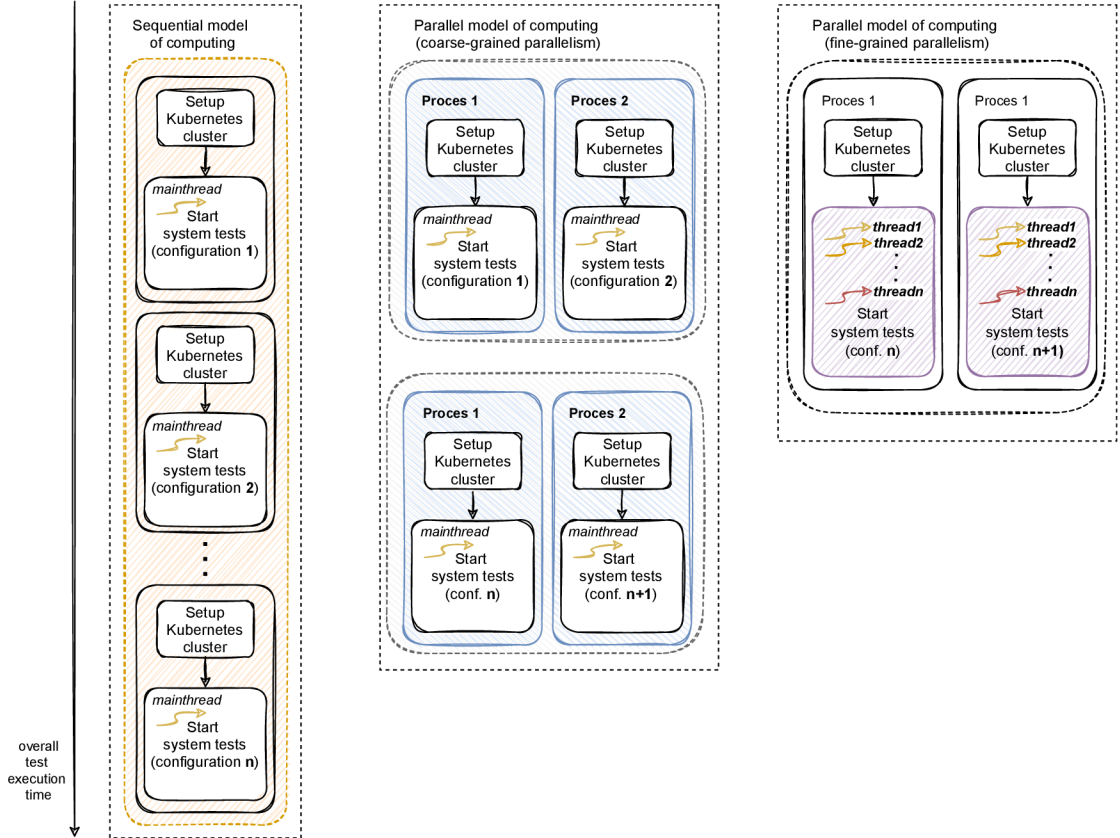 Sequential model
of computing
Setup
Kubernetes
cluster
mainthread
Start
system tests
(configuration 1)
Setup
Kubernetes
cluster
mainthread
Start
system tests
(configuration 2)
Setup
Kubernetes
cluster
mainthread
Start
system tests
(configuration n)
overall
test
execution
time
Parallel model of computing
(coarse-grained parallelism)
Proces 1
Setup
Kubernetes
cluster
mainthread
Start
system tests
(configuration 1)
Proces 2
Setup
Kubernetes
cluster
mainthread
Start
system tests
(configuration 2)
Proces 1
Setup
Kubernetes
cluster
mainthread
Start
system tests
(conf. n)
Proces 2
Setup
Kubernetes
cluster
mainthread
Start
system tests
(conf. n+1)
Parallel model of computing
(fine-grained parallelism)
Proces 1
Setup
Kubernetes
cluster
thread1
thread2
threadn
Start
system tests
(conf. n)
Proces 1
Setup
Kubernetes
cluster
thread1
thread2
threadn
Start
system tests
(conf. n+1)